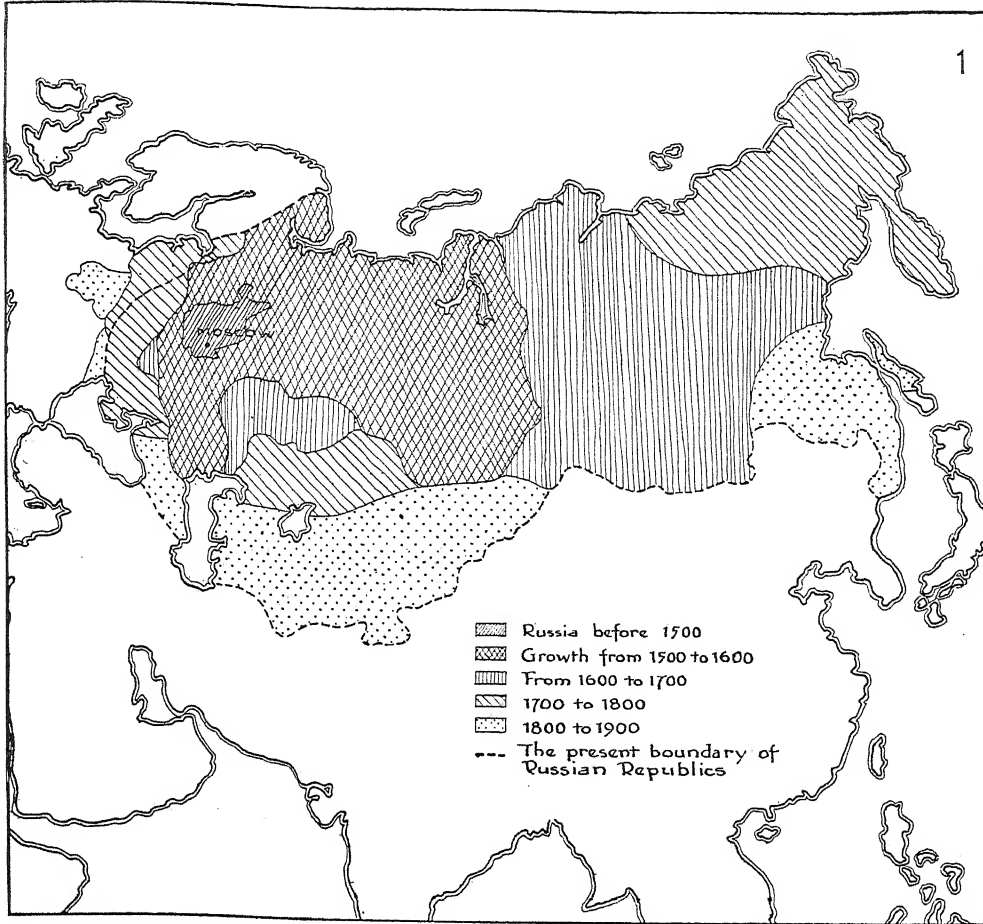 1
Moscow
Russia before 1500
Growth from 1500 to 1600
From 1600 to 1700
1700 to 1800
1800 to 1900
The present boundary of
Russian Republics